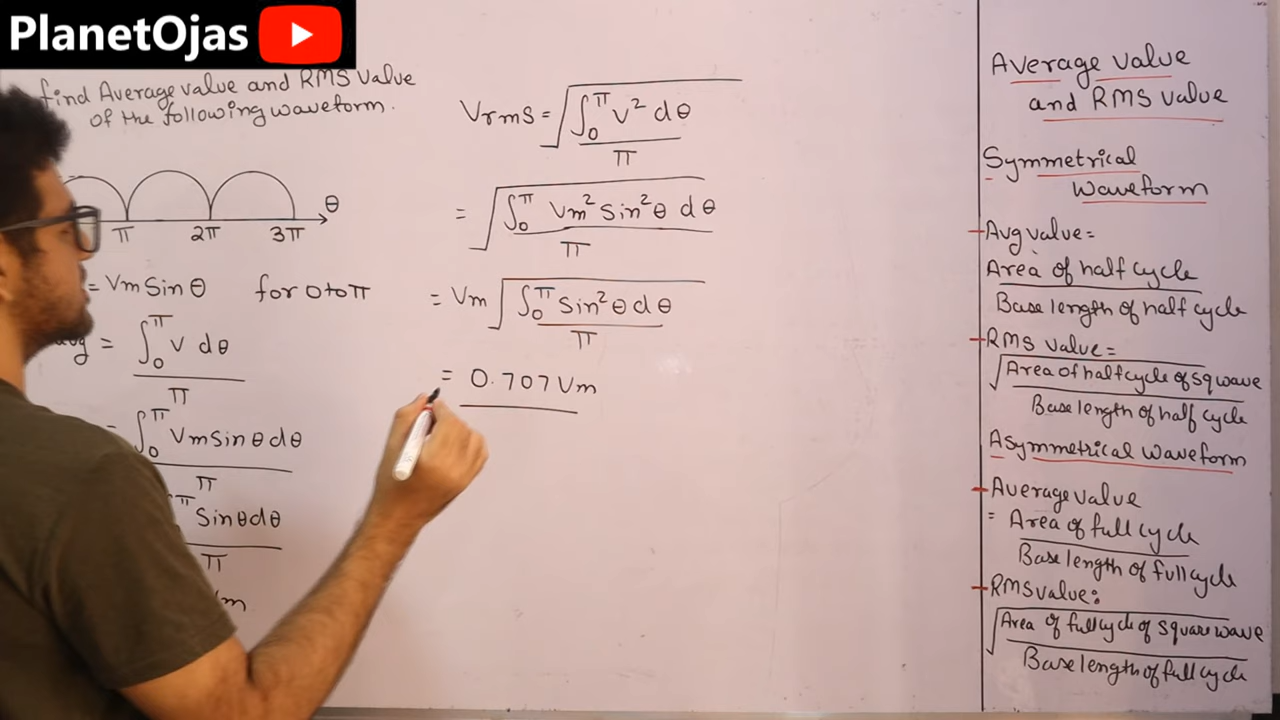 PlanetOjas
find Average value and RMS value
of the following waveform.
θ
π 2π 3π
= Vm Sin θ for 0 to π
avg = ∫₀^π v dθ
π
= ∫₀^π Vm sin θ dθ
π
π Sinθdθ
π
Vrms = √ ∫₀^π v² dθ
π
= √ ∫₀^π Vm² Sin²θ dθ
π
= Vm √ ∫₀^π Sin²θ dθ
π
= 0.707 Vm
Average value
and RMS value
Symmetrical
Waveform
Avg value =
Area of half cycle
Base length of half cycle
RMS value =
√ Area of half cycle of sq wave
Base length of half cycle
Asymmetrical waveform
Average value
= Area of full cycle
Base length of full cycle
RMS value:
√ Area of full cycle of square wave
Base length of full cycle